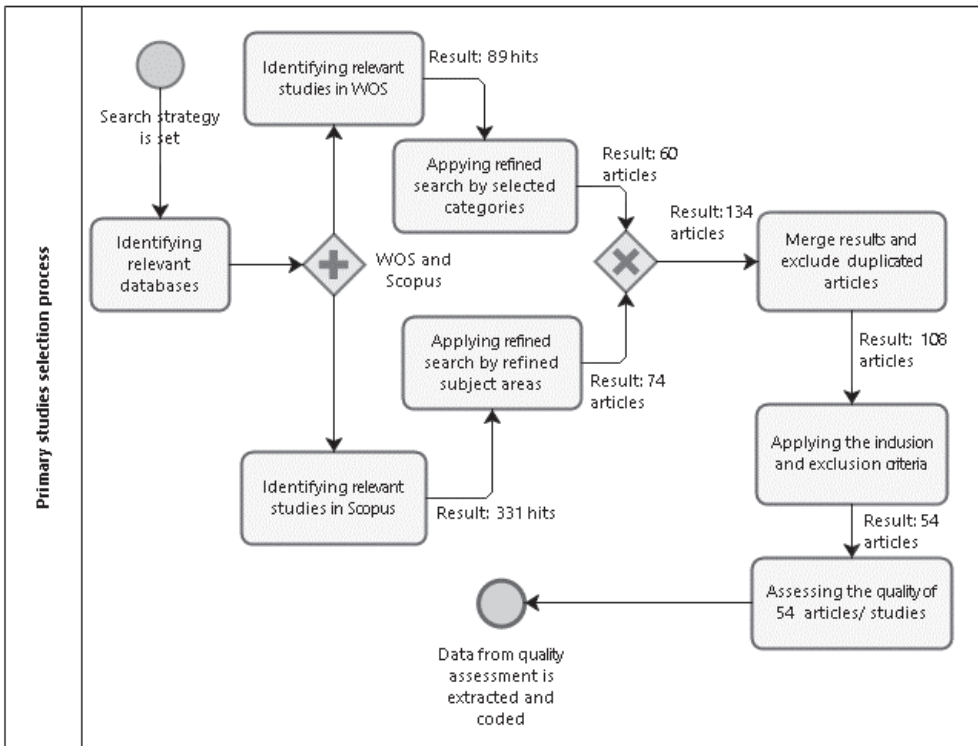 Primary studies selection process
Search strategy
is set
Identifying
relevant
databases
WOS and
Scopus
Identifying relevant
studies in WOS
Result: 89 hits
Appying refined
search by selected
categories
Result: 60
articles
Identifying relevant
studies in Scopus
Result: 331 hits
Applying refined
search by refined
subject areas
Result: 74
articles
Result: 134
articles
Merge results and
exclude duplicated
articles
Result: 108
articles
Applying the inclusion
and exclusion criteria
Result: 54
articles
Assessing the quality of
54 articles/ studies
Data from quality
assessment is
extracted and
coded